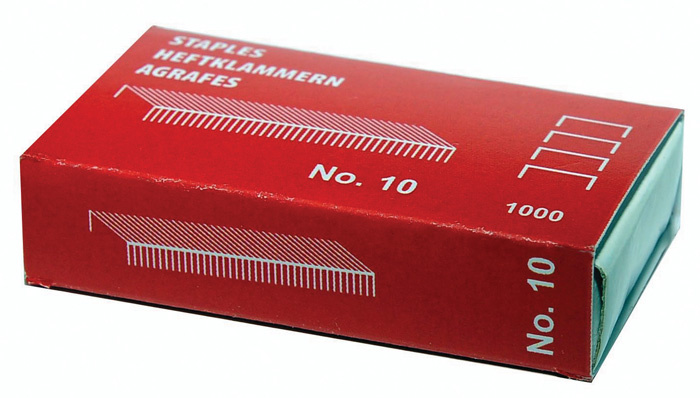 STAPLES
HEFTKLAMMERN
AGRAFES
No. 10
1000
No. 10